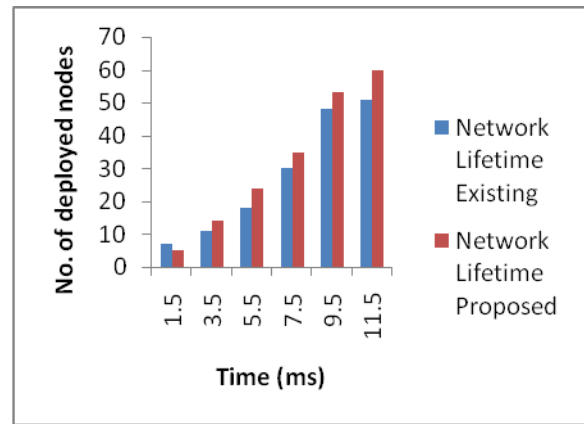 No. of deployed nodes
70
60
50
40
30
20
10
0
1.5
3.5
5.5
7.5
9.5
11.5
Time (ms)
Network
Lifetime
Existing
Network
Lifetime
Proposed